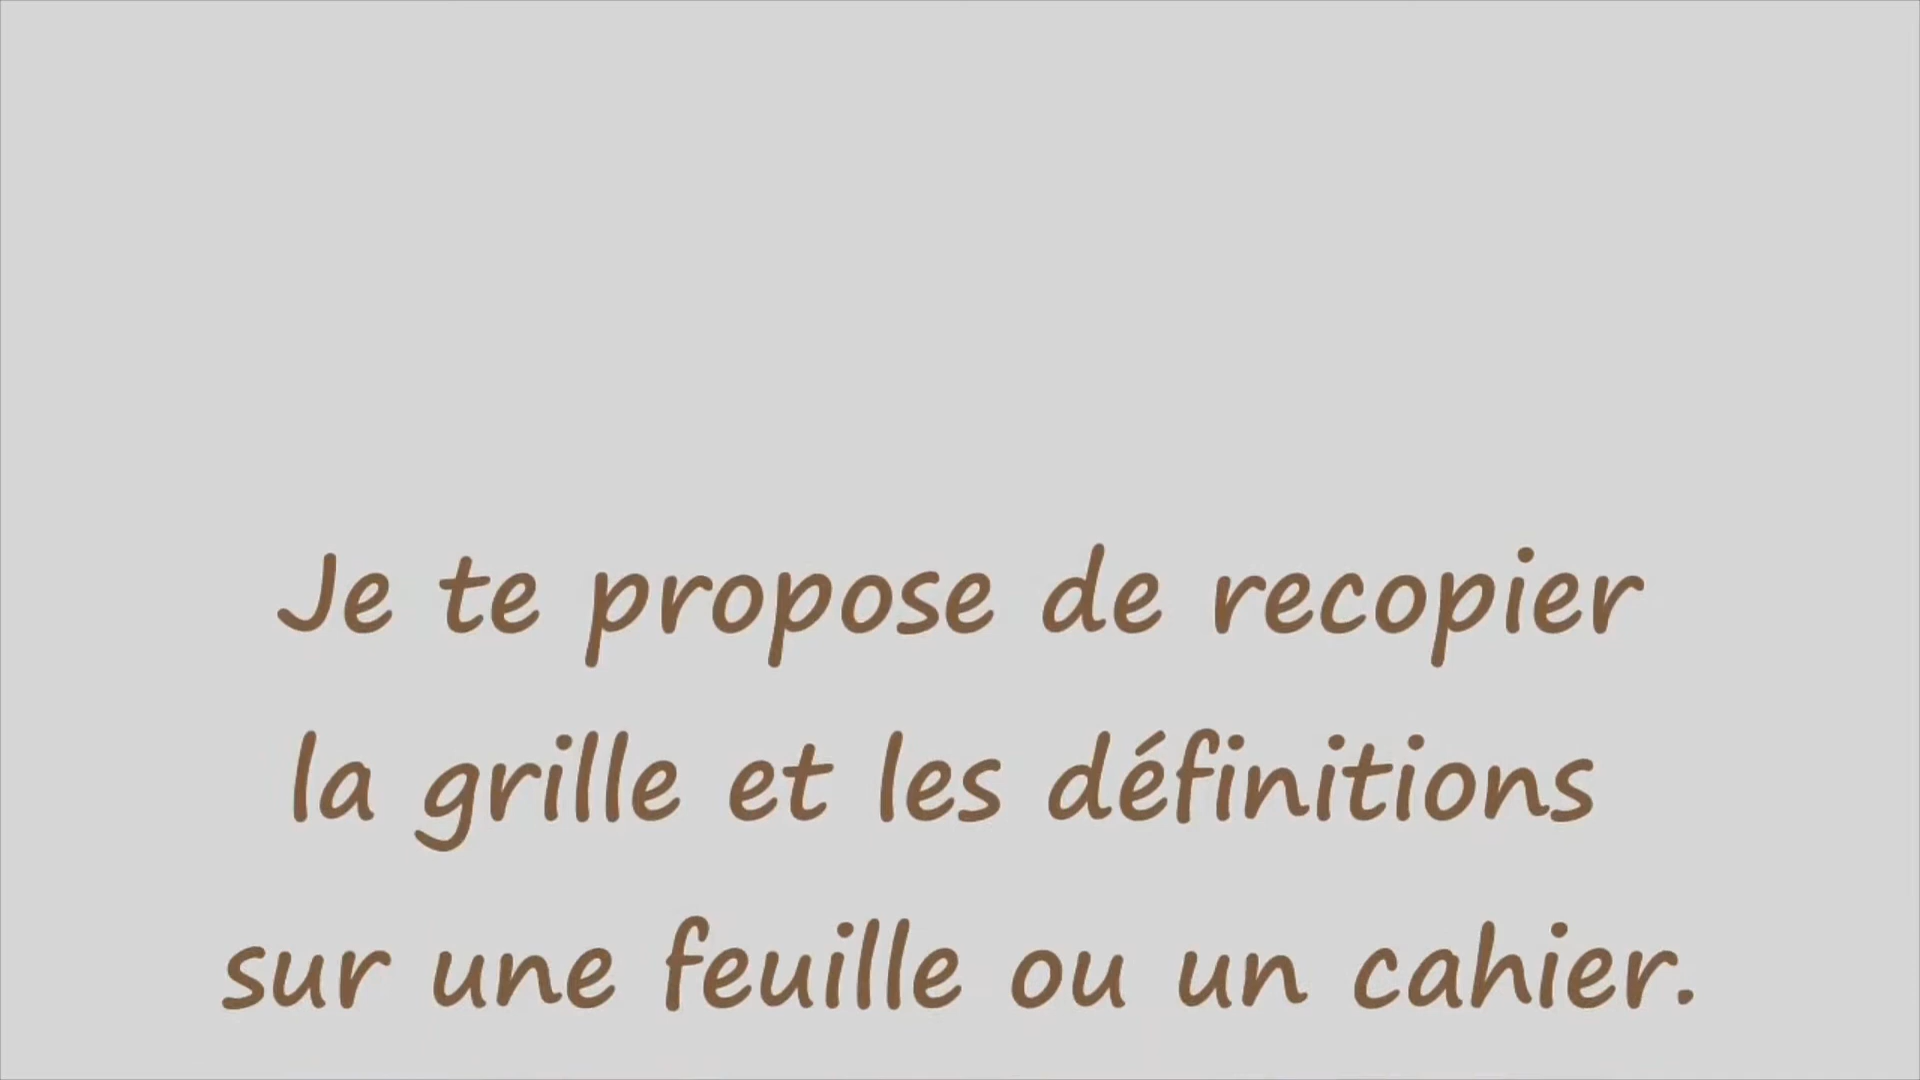 Je te propose de recopier
la grille et les définitions
sur une feuille ou un cahier.